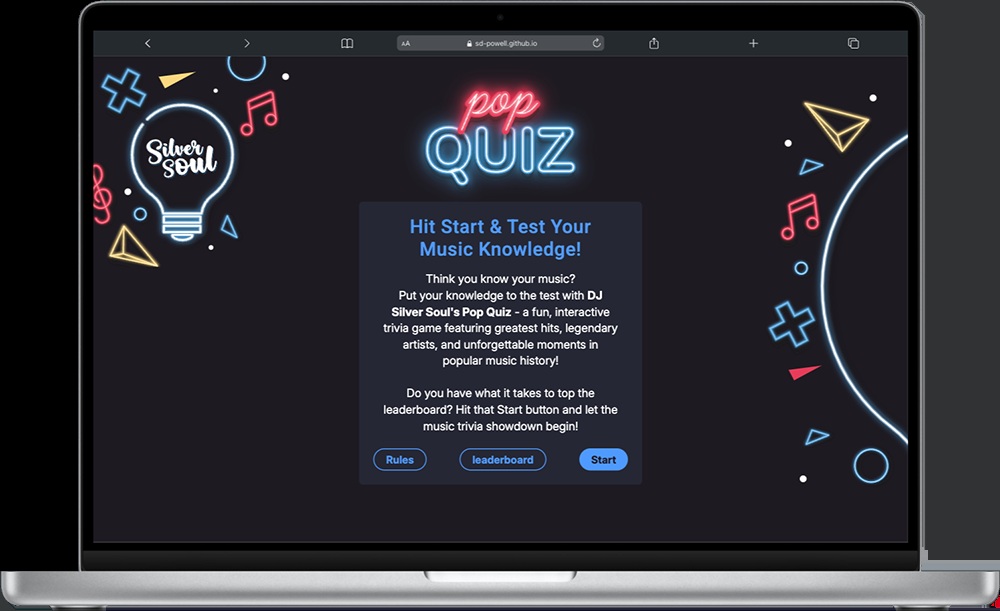 AA sd-powell.github.io
Silver
Soul
pop
QUIZ
Hit Start & Test Your
Music Knowledge!
Think you know your music?
Put your knowledge to the test with DJ
Silver Soul's Pop Quiz - a fun, interactive
trivia game featuring greatest hits, legendary
artists, and unforgettable moments in
popular music history!
Do you have what it takes to top the
leaderboard? Hit that Start button and let the
music trivia showdown begin!
Rules leaderboard Start